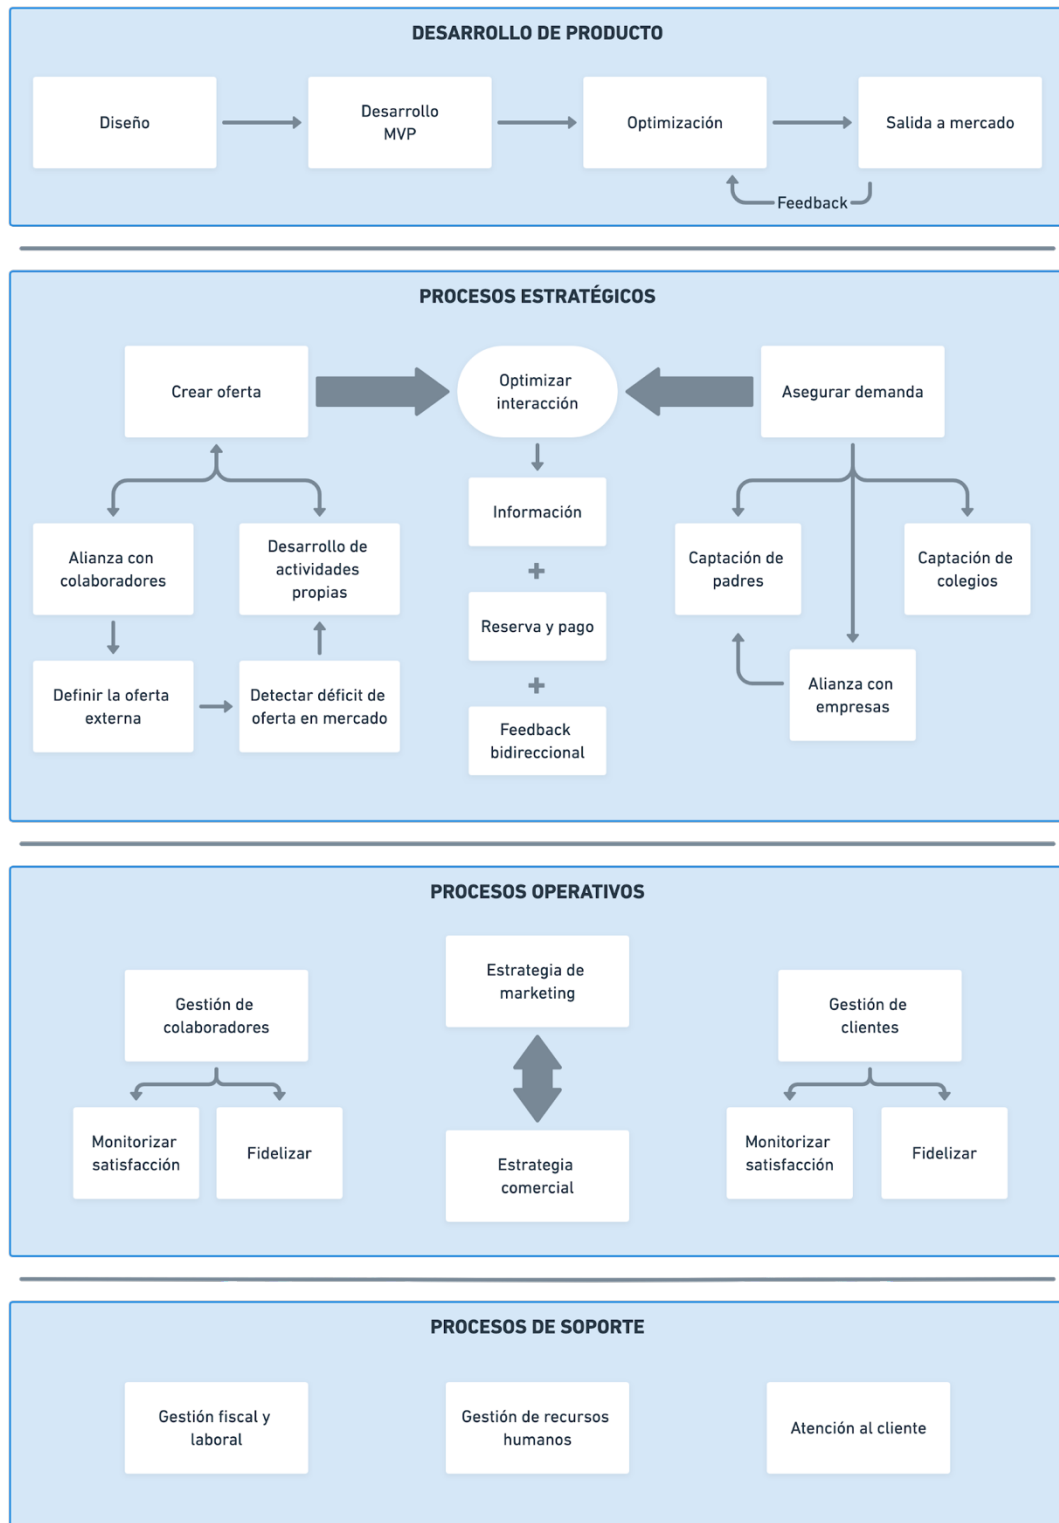 DESARROLLO DE PRODUCTO
Diseño
Desarrollo
MVP
Optimización
Salida a mercado
Feedback
PROCESOS ESTRATÉGICOS
Crear oferta
Optimizar
interacción
Asegurar demanda
Información
Alianza con
colaboradores
Desarrollo de
actividades
propias
Captación de
padres
Captación de
colegios
+
Reserva y pago
Definir la oferta
externa
Detectar déficit de
oferta en mercado
+
Alianza con
empresas
Feedback
bidireccional
PROCESOS OPERATIVOS
Gestión de
colaboradores
Estrategia de
marketing
Gestión de
clientes
Monitorizar
satisfacción
Fidelizar
Estrategia
comercial
Monitorizar
satisfacción
Fidelizar
PROCESOS DE SOPORTE
Gestión fiscal y
laboral
Gestión de recursos
humanos
Atención al cliente